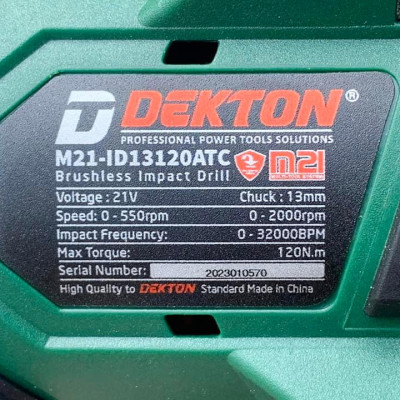 DEKTON®
PROFESSIONAL POWER TOOLS SOLUTIONS
M21-ID13120ATC
M21
Brushless Impact Drill
Voltage : 21V Chuck : 13mm
Speed: 0 - 550rpm 0 - 2000rpm
Impact Frequency: 0 - 32000BPM
Max Torque: 120N.m
Serial Number: 2023010570
High Quality to DEKTON Standard Made in China